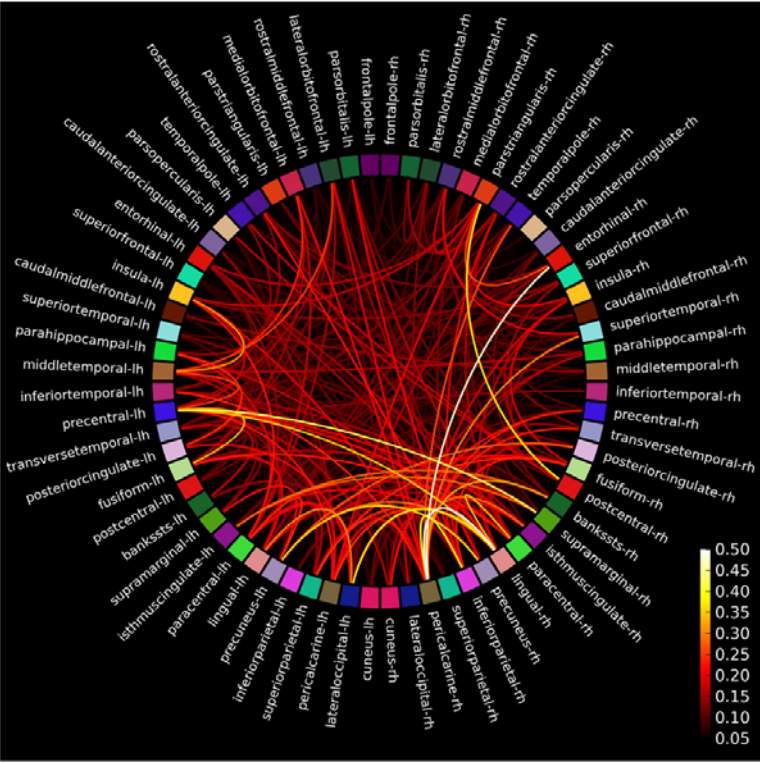 frontalpole-lh
frontalpole-rh
parsorbitalis-rh
lateralorbitofrontal-rh
rostralmiddlefrontal-rh
medialorbitofrontal-rh
parstriangularis-rh
rostralanteriorcingulate-rh
temporalpole-rh
parsopercularis-rh
caudalanteriorcingulate-rh
entorhinal-rh
superiorfrontal-rh
insula-rh
caudalmiddlefrontal-rh
superiortemporal-rh
parahippocampal-rh
middletemporal-rh
inferiortemporal-rh
precentral-rh
transversetemporal-rh
posteriorcingulate-rh
fusiform-rh
postcentral-rh
bankssts-rh
supramarginal-rh
isthmuscingulate-rh
paracentral-rh
lingual-rh
precuneus-rh
inferiorparietal-rh
superiorparietal-rh
pericalcarine-rh
lateraloccipital-rh
cuneus-rh
cuneus-lh
lateraloccipital-lh
pericalcarine-lh
superiorparietal-lh
inferiorparietal-lh
precuneus-lh
lingual-lh
paracentral-lh
isthmuscingulate-lh
supramarginal-lh
bankssts-lh
postcentral-lh
fusiform-lh
posteriorcingulate-lh
transversetemporal-lh
precentral-lh
inferiortemporal-lh
middletemporal-lh
parahippocampal-lh
superiortemporal-lh
caudalmiddlefrontal-lh
insula-lh
superiorfrontal-lh
entorhinal-lh
caudalanteriorcingulate-lh
parsopercularis-lh
temporalpole-lh
rostralanteriorcingulate-lh
parstriangularis-lh
medialorbitofrontal-lh
rostralmiddlefrontal-lh
lateralorbitofrontal-lh
parsorbitalis-lh
0.50
0.45
0.40
0.35
0.30
0.25
0.20
0.15
0.10
0.05